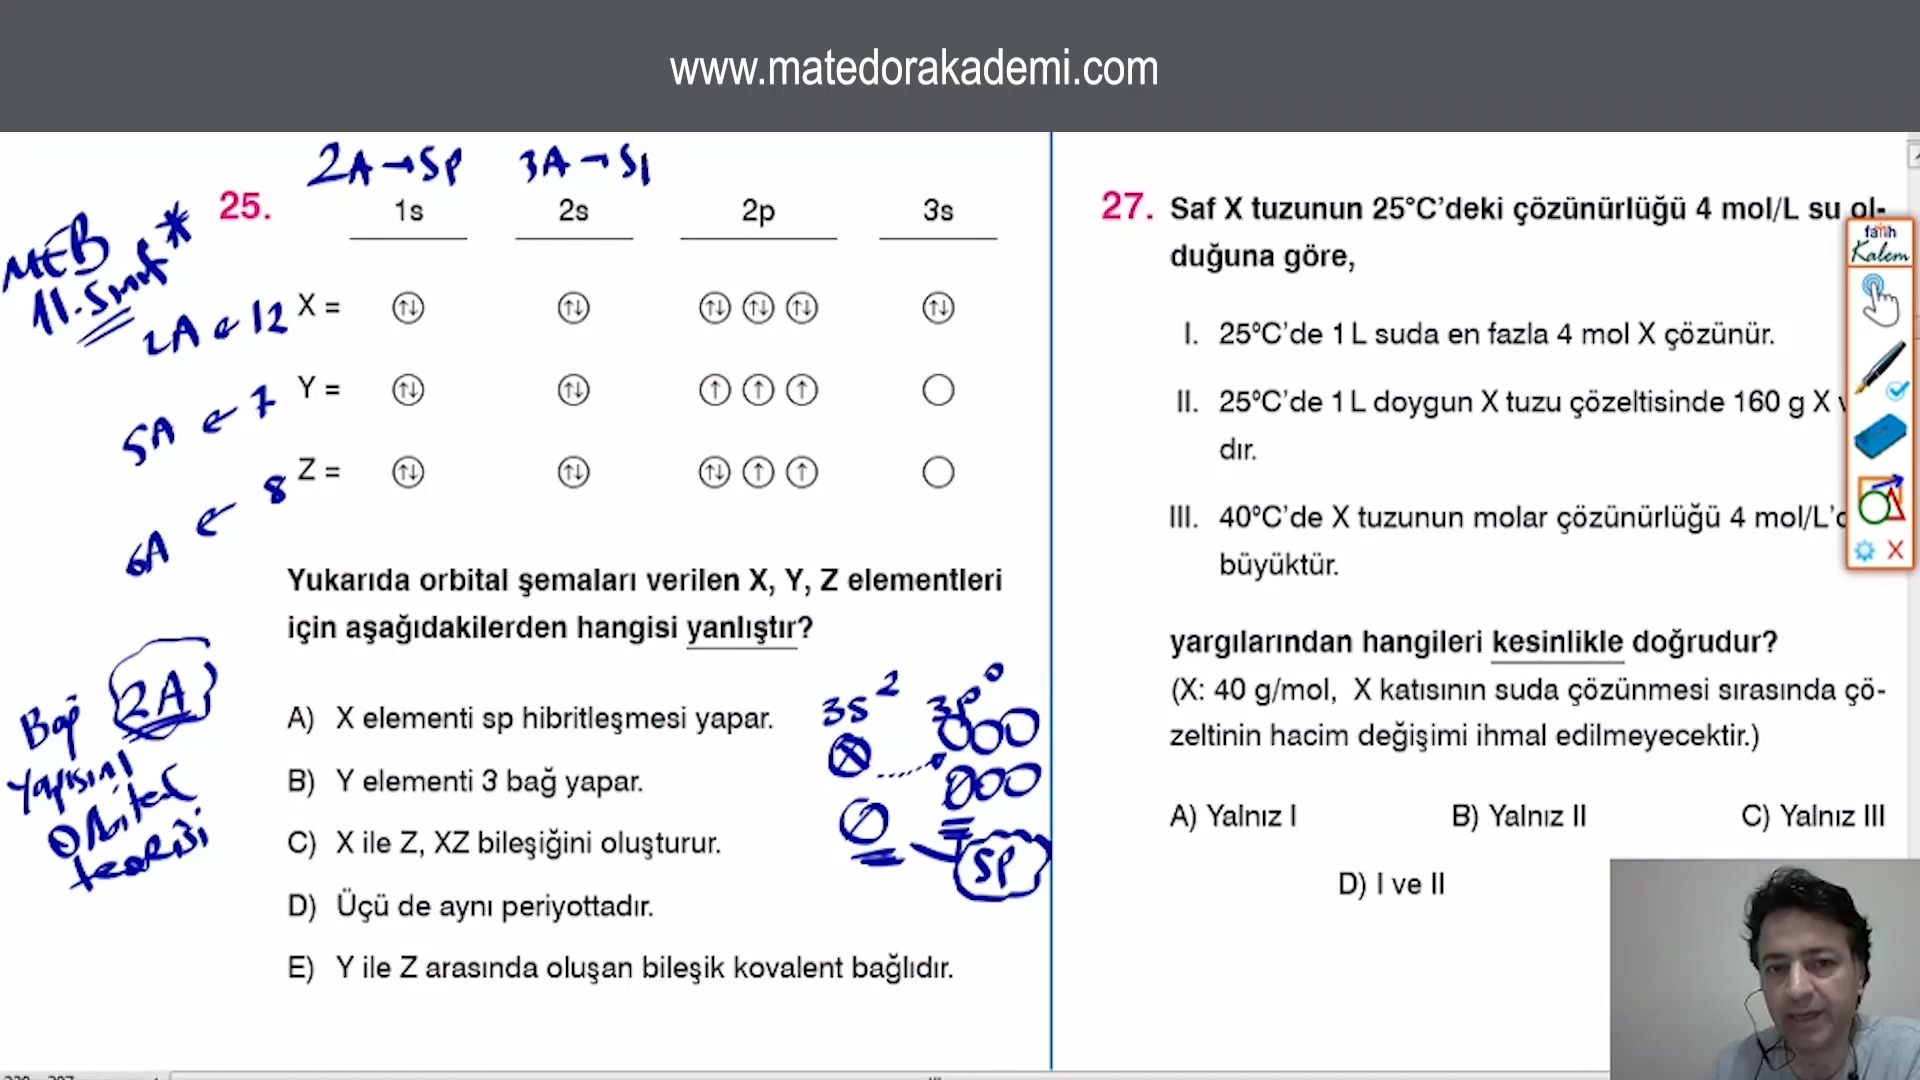 www.matedorakademi.com
2A → sp 3A → sp
25.
1s 2s 2p 3s
MEB
11. Sınıf *
2A ← 12 X =
5A ← 7 Y =
6A ← 8 Z =
Yukarıda orbital şemaları verilen X, Y, Z elementleri
için aşağıdakilerden hangisi yanlıştır?
A) X elementi sp hibritleşmesi yapar.
B) Y elementi 3 bağ yapar.
C) X ile Z, XZ bileşiğini oluşturur.
D) Üçü de aynı periyottadır.
E) Y ile Z arasında oluşan bileşik kovalent bağlıdır.
2A
yapısını
Orbital
teorisi
3s² 3p⁰
sp
27. Saf X tuzunun 25°C'deki çözünürlüğü 4 mol/L su ol-
duğuna göre,
I. 25°C'de 1 L suda en fazla 4 mol X çözünür.
II. 25°C'de 1 L doygun X tuzu çözeltisinde 160 g X v
dır.
III. 40°C'de X tuzunun molar çözünürlüğü 4 mol/L'd
büyüktür.
yargılarından hangileri kesinlikle doğrudur?
(X: 40 g/mol, X katısının suda çözünmesi sırasında çö-
zeltinin hacim değişimi ihmal edilmeyecektir.)
A) Yalnız I B) Yalnız II C) Yalnız III
D) I ve II
fatih
Kalem